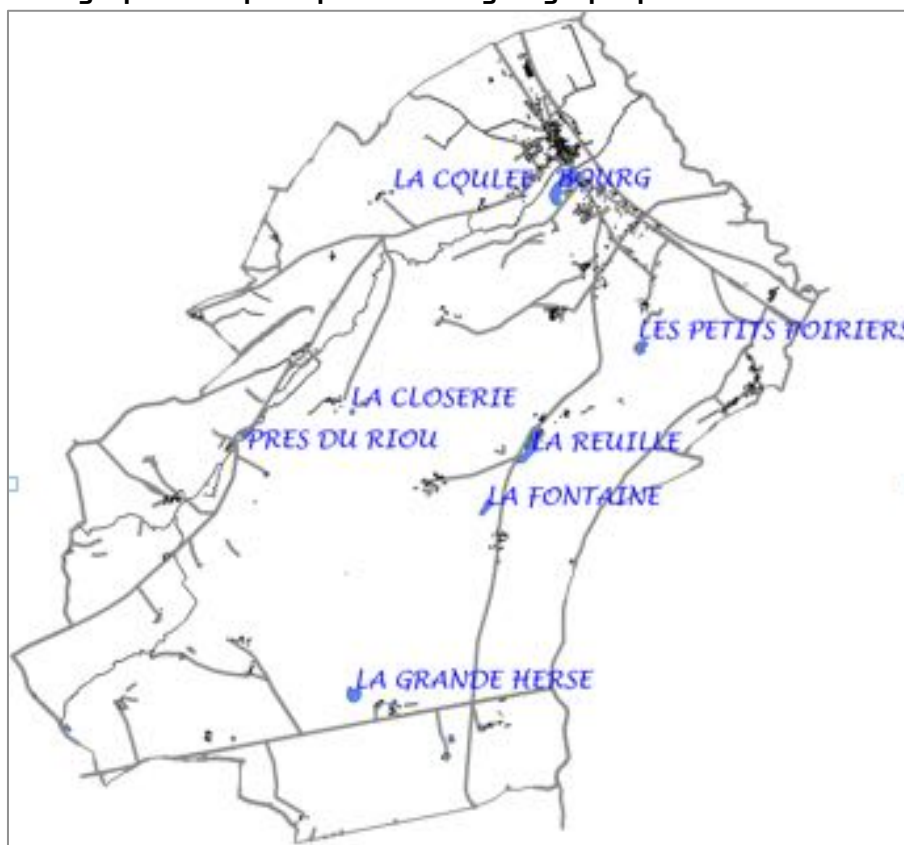 LA COULEE BOURG
LES PETITS POIRIERS
LA CLOSERIE
PRES DU RIOU
LA REUILLE
LA FONTAINE
LA GRANDE HERSE